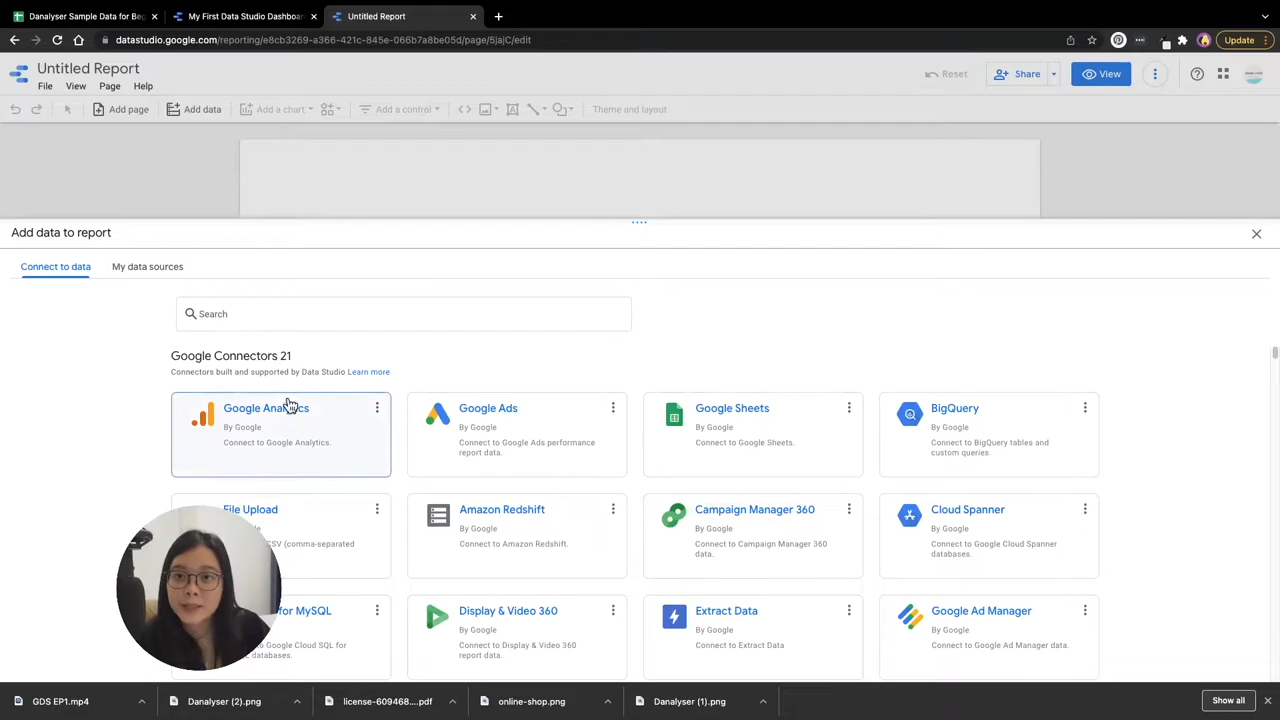 Danalyser Sample Data for Be
My First Data Studio Dashboa
Untitled Report
datastudio.google.com/reporting/e8cb3269-a366-421c-845e-066b7a8be05d/page/5jajC/edit
Update
Untitled Report
File View Page Help
Reset
Share
View
Add page
Add data
Add a chart
Add a control
Theme and layout
Add data to report
Connect to data
My data sources
Search
Google Connectors 21
Connectors built and supported by Data Studio Learn more
Google Analytics
By Google
Connect to Google Analytics.
Google Ads
By Google
Connect to Google Ads performance
report data.
Google Sheets
By Google
Connect to Google Sheets.
BigQuery
By Google
Connect to BigQuery tables and
custom queries.
File Upload
CSV (comma-separated
Amazon Redshift
By Google
Connect to Amazon Redshift.
Campaign Manager 360
By Google
Connect to Campaign Manager 360
data.
Cloud Spanner
By Google
Connect to Google Cloud Spanner
databases.
for MySQL
to Google Cloud SQL for
databases.
Display & Video 360
By Google
Connect to Display & Video 360
report data.
Extract Data
By Google
Connect to Extract Data
Google Ad Manager
By Google
Connect to Google Ad Manager data.
GDS EP1.mp4
Danalyser (2).png
license-609468....pdf
online-shop.png
Danalyser (1).png
Show all